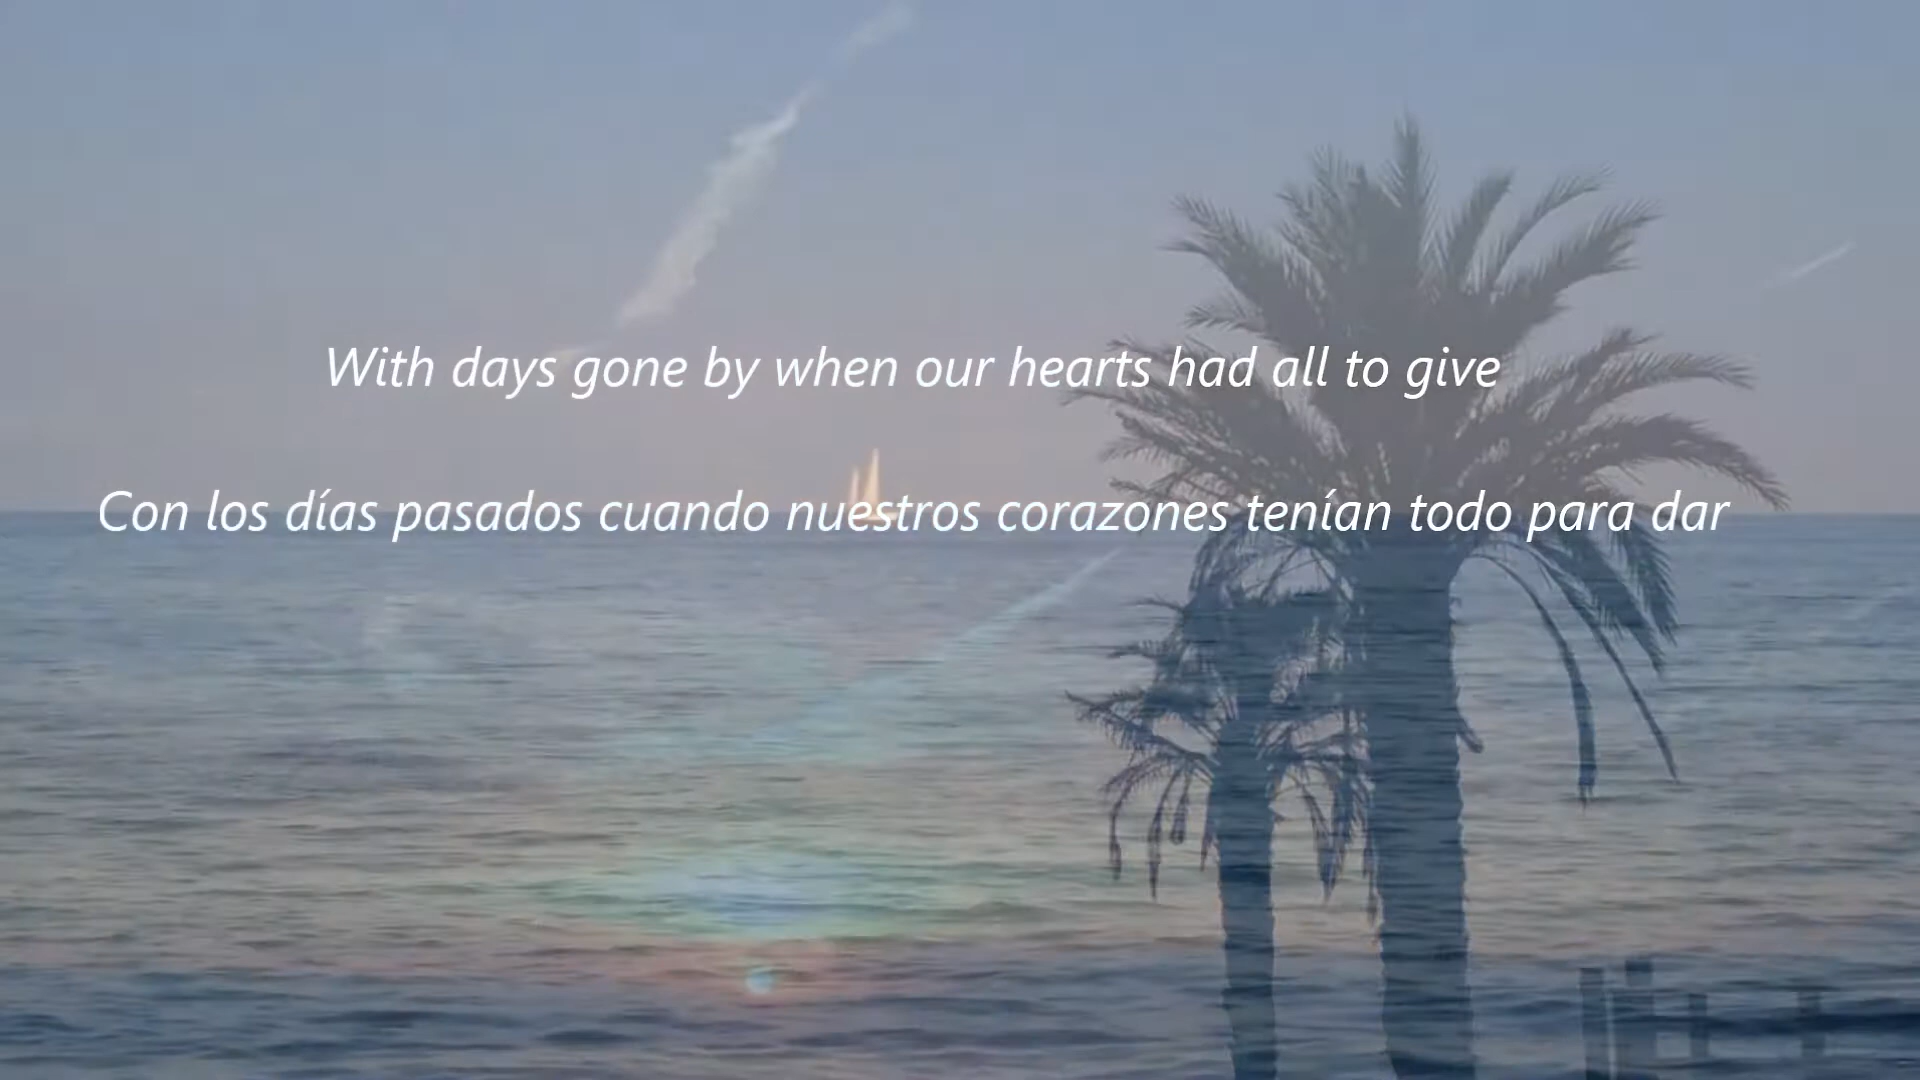 With days gone by when our hearts had all to give
Con los días pasados cuando nuestros corazones tenían todo para dar